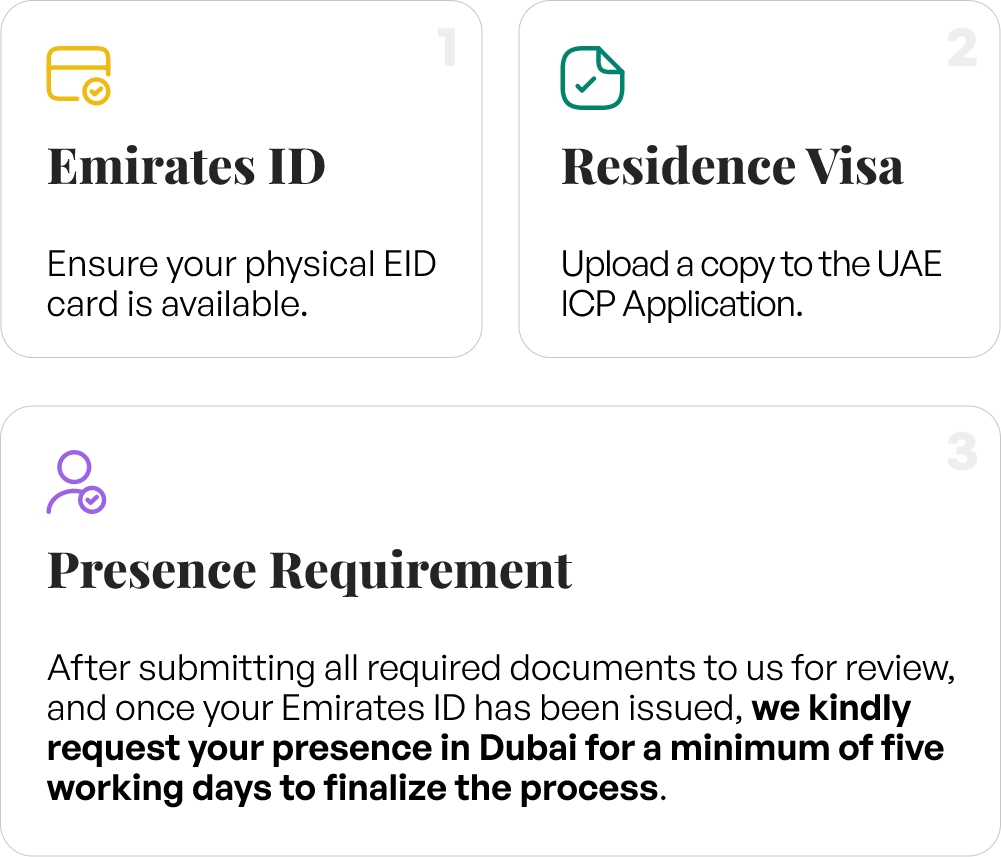 1
Emirates ID
Ensure your physical EID
card is available.
2
Residence Visa
Upload a copy to the UAE
ICP Application.
3
Presence Requirement
After submitting all required documents to us for review,
and once your Emirates ID has been issued, we kindly
request your presence in Dubai for a minimum of five
working days to finalize the process.